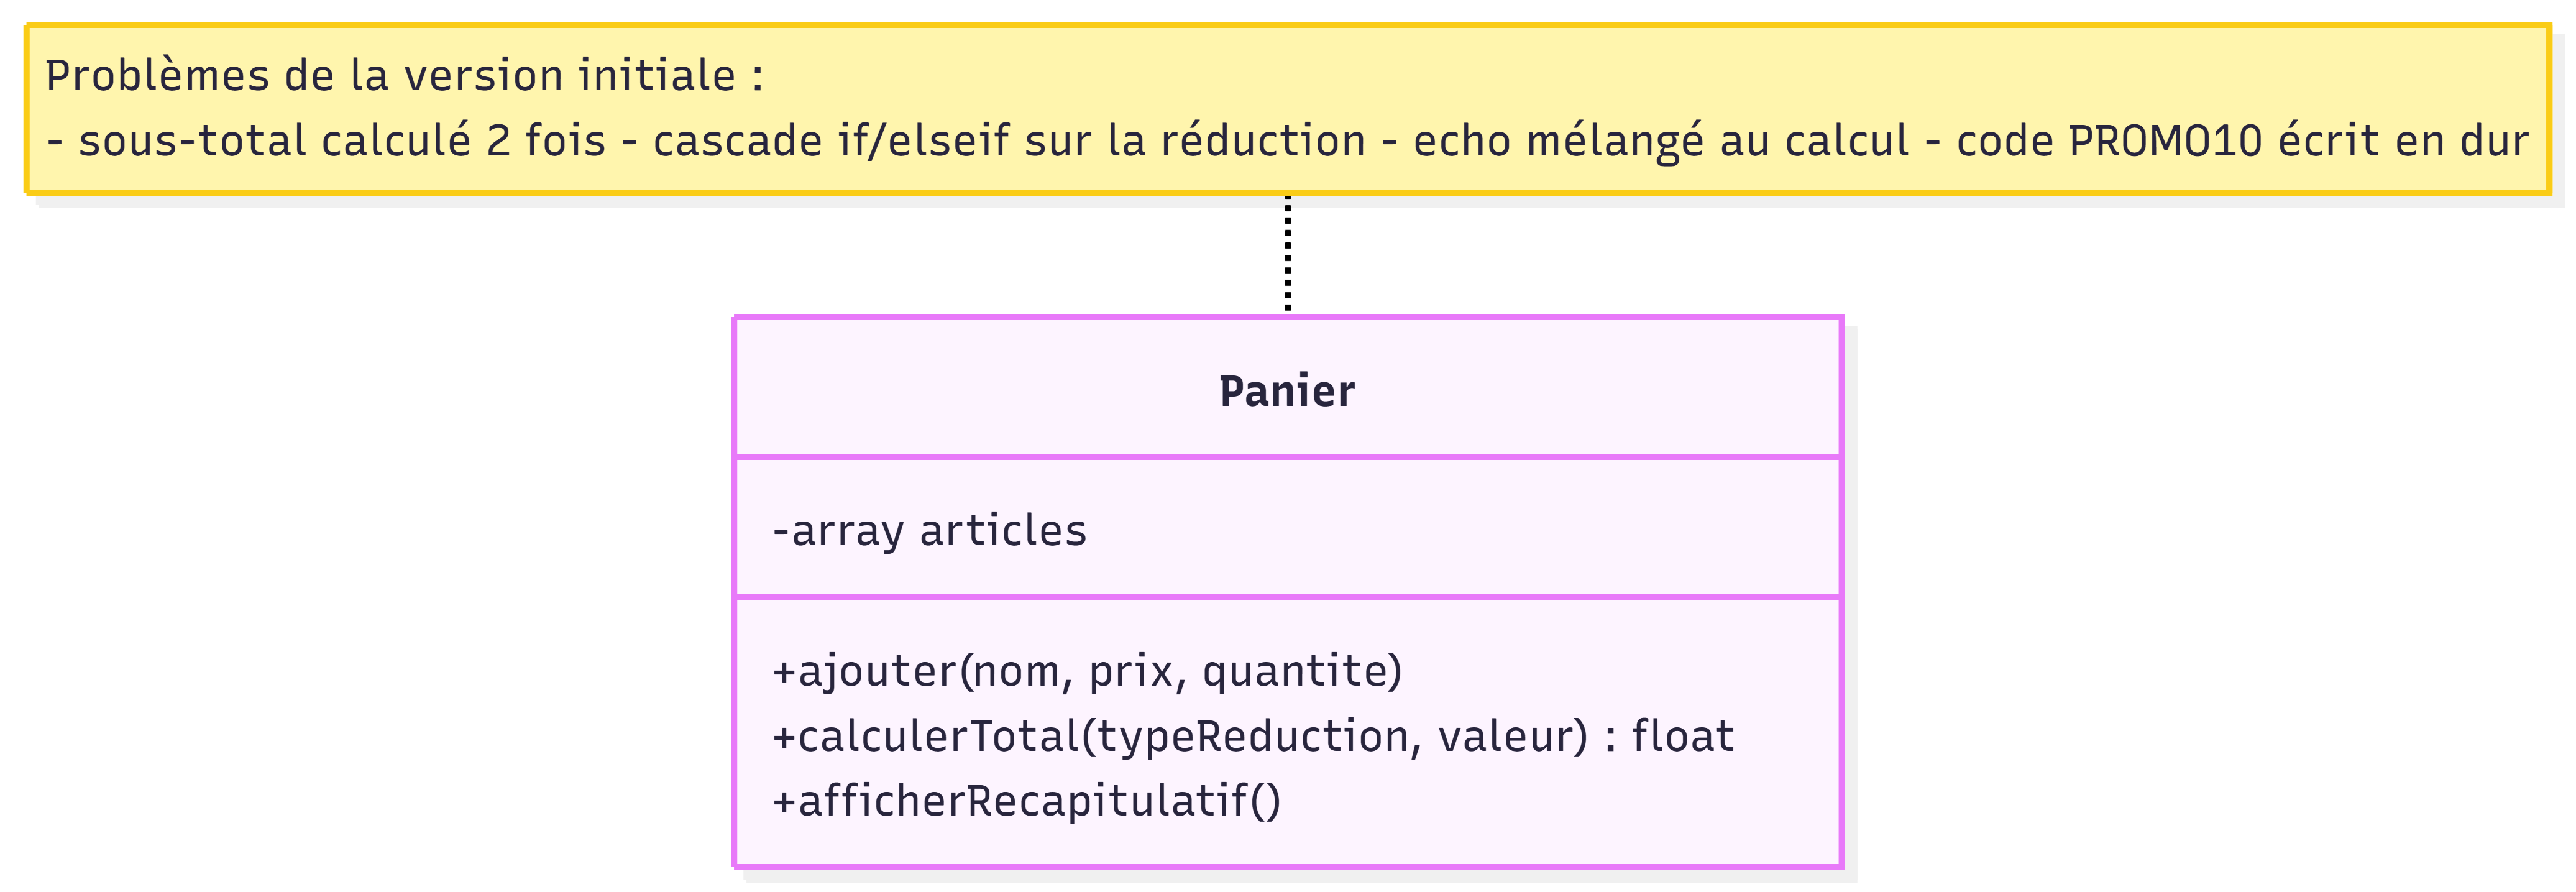 Problèmes de la version initiale :
- sous-total calculé 2 fois - cascade if/elseif sur la réduction - echo mélangé au calcul - code PROMO10 écrit en dur
Panier
-array articles
+ajouter(nom, prix, quantite)
+calculerTotal(typeReduction, valeur) : float
+afficherRecapitulatif()